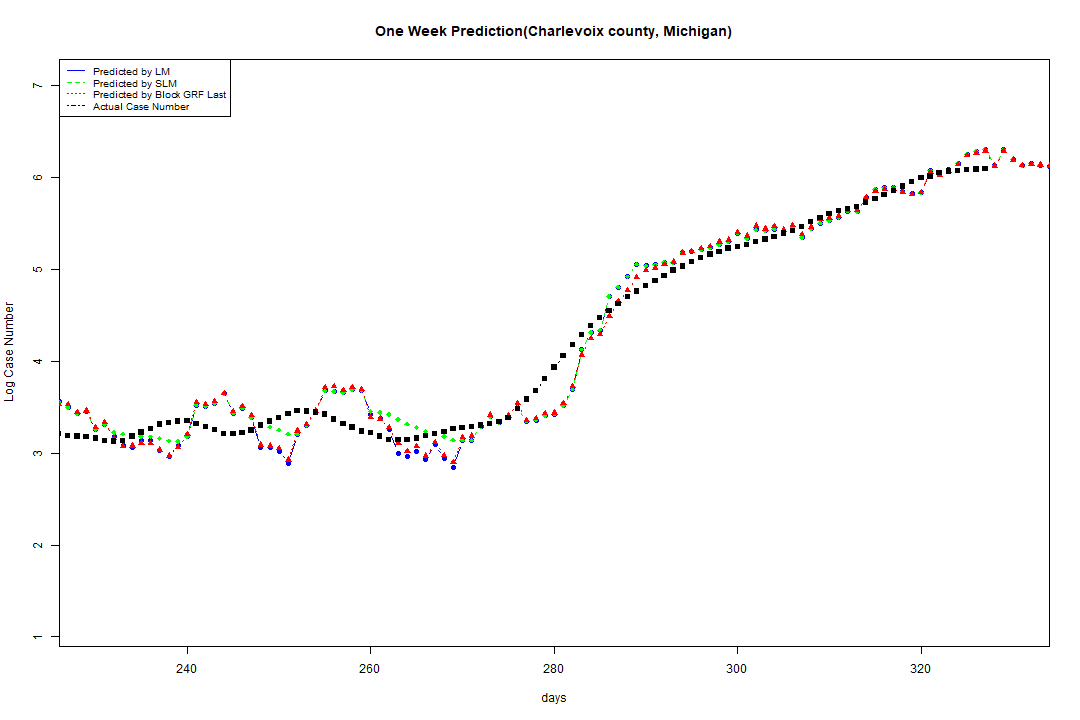 One Week Prediction(Charlevoix county, Michigan)
Predicted by LM
Predicted by SLM
Predicted by Block GRF Last
Actual Case Number
7
6
5
4
3
2
1
Log Case Number
240 260 280 300 320
days